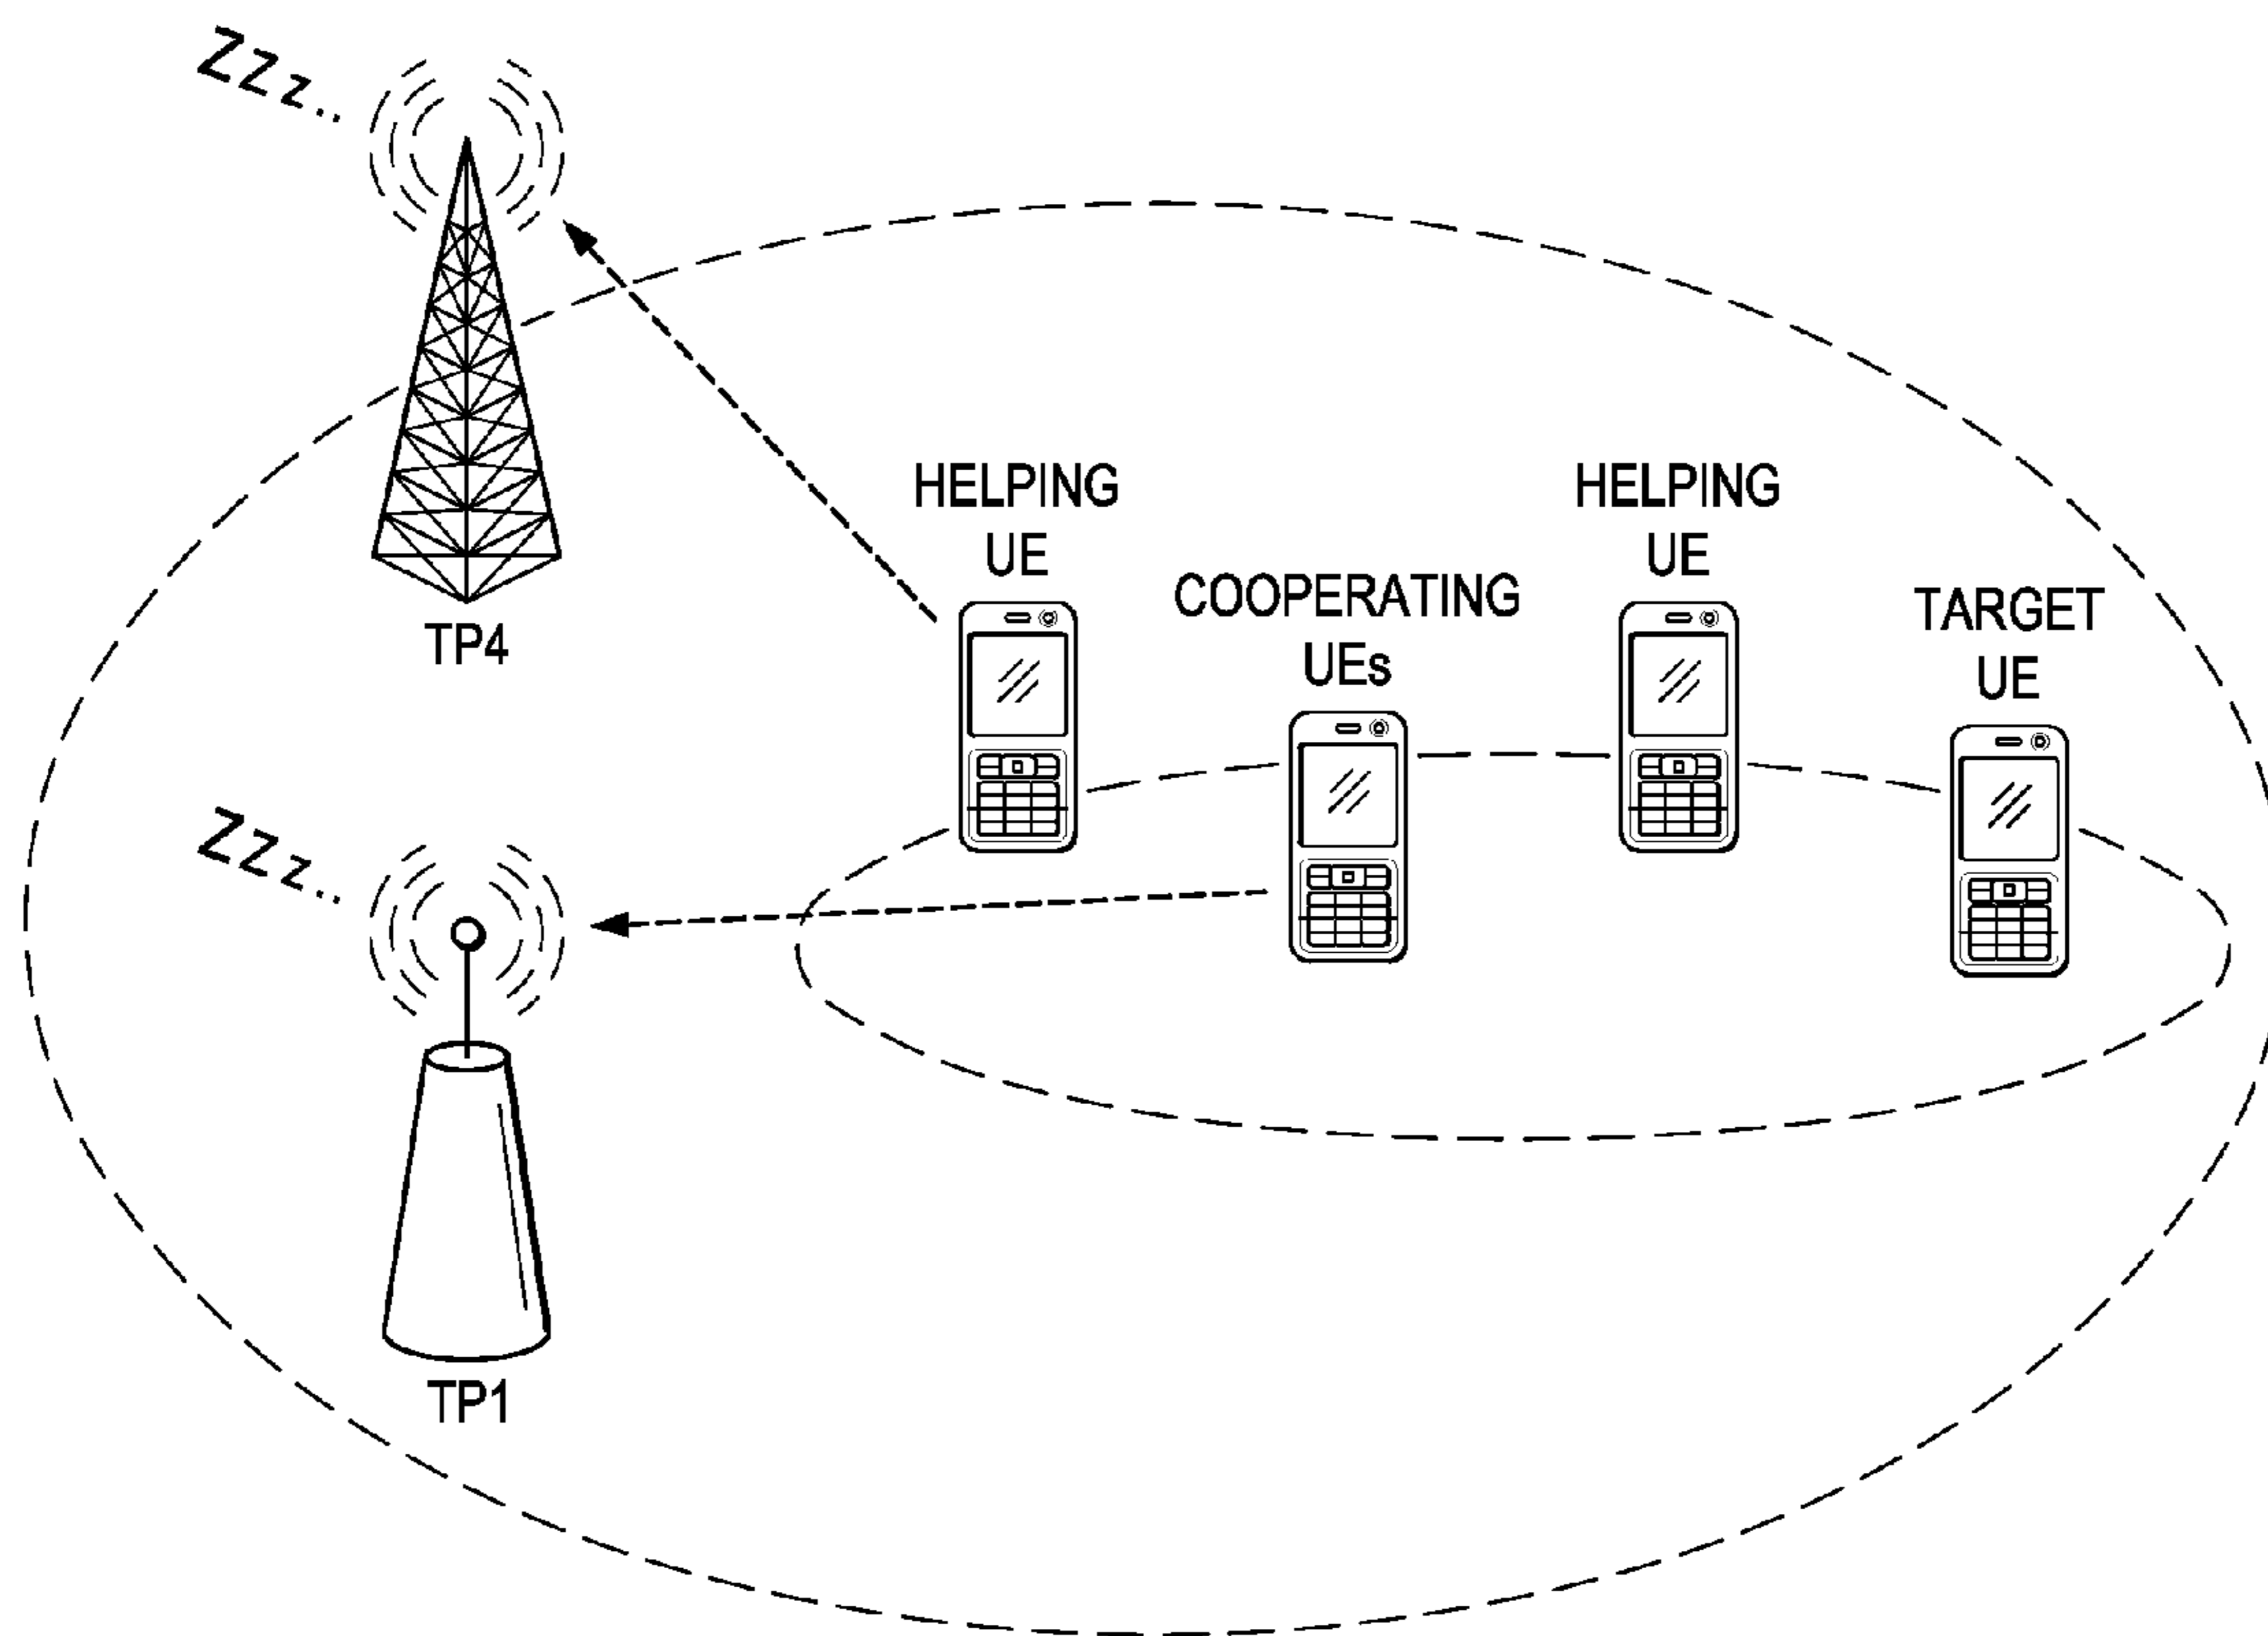 ZZz..
HELPING
UE
HELPING
UE
COOPERATING
UEs
TARGET
UE
TP4
ZZz..
TP1